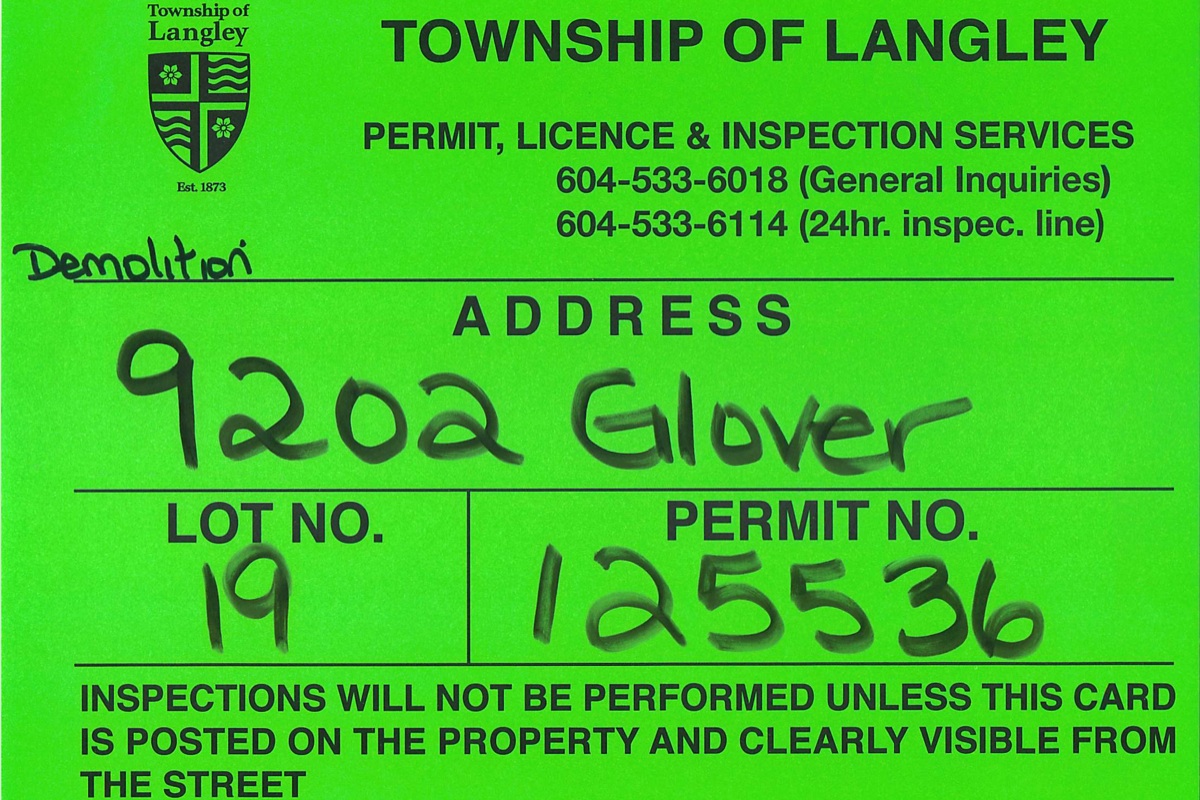 Township of
Langley
Est. 1873
TOWNSHIP OF LANGLEY
PERMIT, LICENCE & INSPECTION SERVICES
604-533-6018 (General Inquiries)
604-533-6114 (24hr. inspec. line)
Demolition
ADDRESS
9202 Glover
LOT NO.
19
PERMIT NO.
125536
INSPECTIONS WILL NOT BE PERFORMED UNLESS THIS CARD
IS POSTED ON THE PROPERTY AND CLEARLY VISIBLE FROM
THE STREET